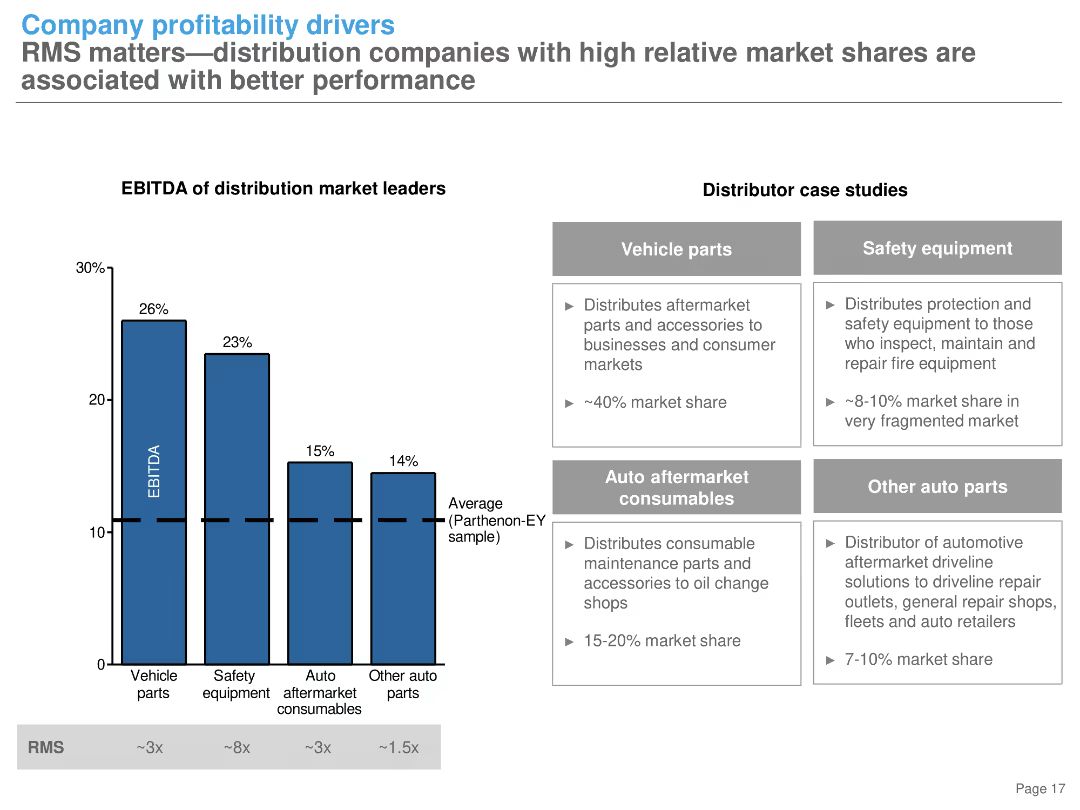 Company profitability drivers
RMS matters—distribution companies with high relative market shares are
associated with better performance
EBITDA of distribution market leaders
30%
20
10
0
26%
23%
15%
14%
EBITDA
Average
(Parthenon-EY
sample)
Vehicle
parts
Safety
equipment
Auto
aftermarket
consumables
Other auto
parts
RMS ~3x ~8x ~3x ~1.5x
Distributor case studies
Vehicle parts
► Distributes aftermarket
parts and accessories to
businesses and consumer
markets
► ~40% market share
Safety equipment
► Distributes protection and
safety equipment to those
who inspect, maintain and
repair fire equipment
► ~8-10% market share in
very fragmented market
Auto aftermarket
consumables
► Distributes consumable
maintenance parts and
accessories to oil change
shops
► 15-20% market share
Other auto parts
► Distributor of automotive
aftermarket driveline
solutions to driveline repair
outlets, general repair shops,
fleets and auto retailers
► 7-10% market share
Page 17